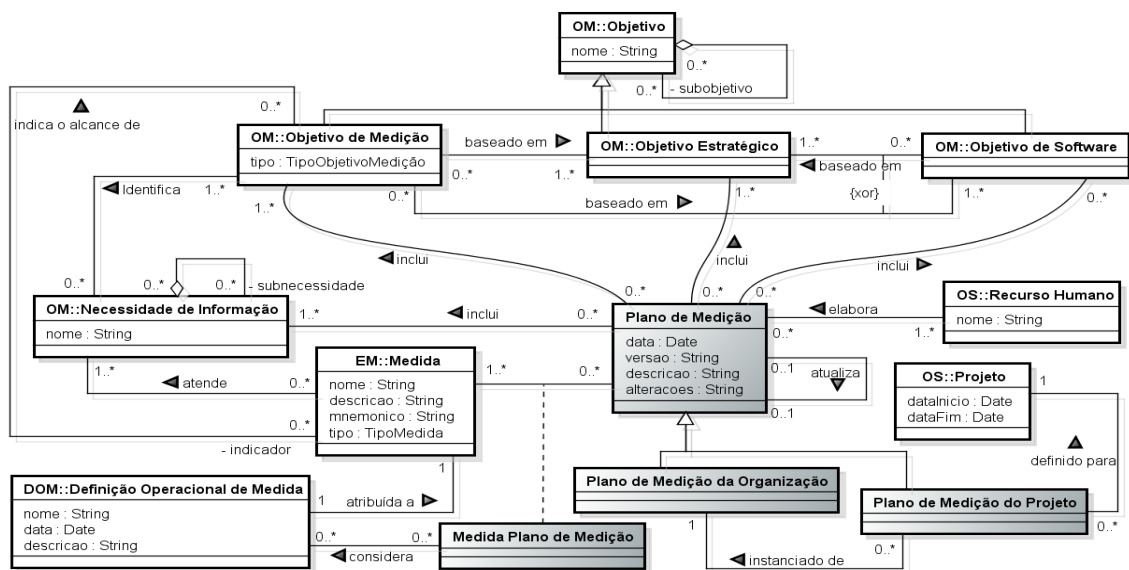 OM::Objetivo
nome : String
0..*
0..*
- subobjetivo
0..*
indica o alcance de
OM::Objetivo de Medição
tipo : TipoObjetivoMedição
baseado em
0..*
1..*
OM::Objetivo Estratégico
1..*
0..*
baseado em
OM::Objetivo de Software
Identifica
1..*
1..*
0..*
baseado em
1..*
{xor}
1..*
0..*
inclui
inclui
inclui
0..*
0..*
0..*
- subnecessidade
0..*
0..*
0..*
OM::Necessidade de Informação
nome : String
1..*
inclui
0..*
Plano de Medição
data : Date
versao : String
descricao : String
alteracoes : String
elabora
0..*
1..*
OS::Recurso Humano
nome : String
0..1
atualiza
0..1
1..*
atende
0..*
EM::Medida
nome : String
descricao : String
mnemonico : String
tipo : TipoMedida
1..*
0..*
OS::Projeto
dataInicio : Date
dataFim : Date
1
0..*
- indicador
1
definido para
DOM::Definição Operacional de Medida
nome : String
data : Date
descricao : String
1
atribuída a
Plano de Medição da Organização
Plano de Medição do Projeto
0..*
0..*
considera
0..*
Medida Plano de Medição
1
instanciado de
0..*